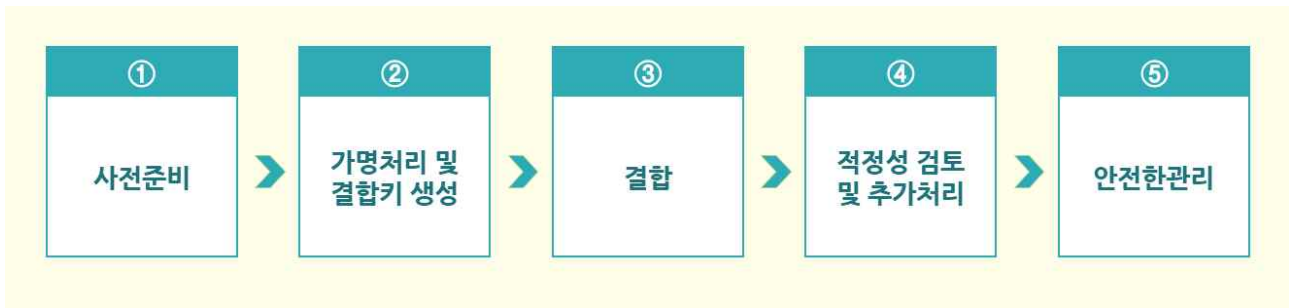 ①
사전준비
②
가명처리 및
결합키 생성
③
결합
④
적정성 검토
및 추가처리
⑤
안전한관리